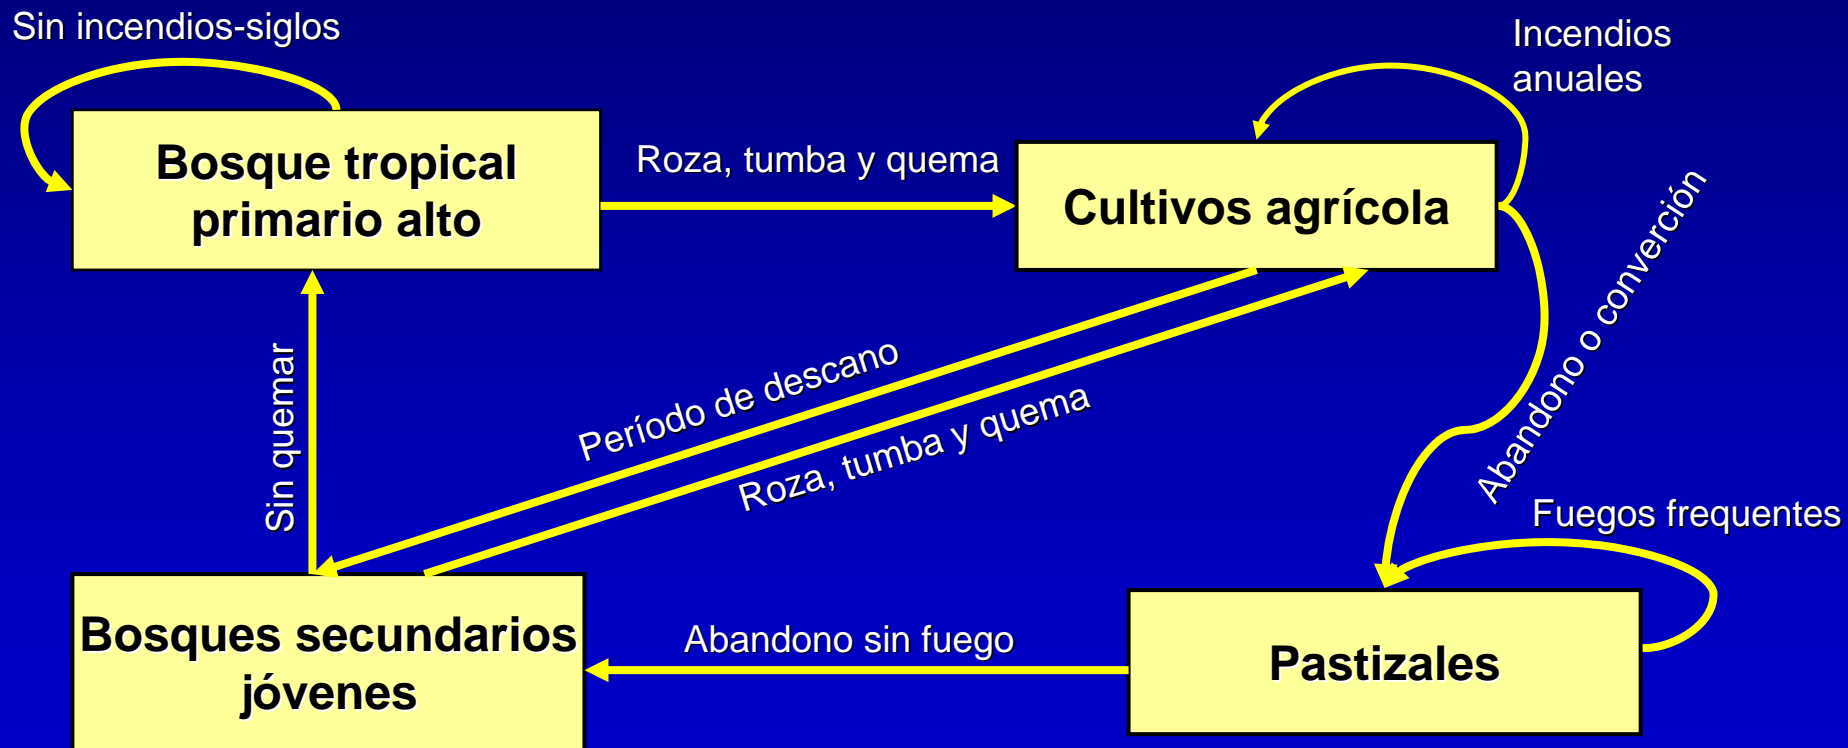 Sin incendios-siglos
Incendios
anuales
Bosque tropical
primario alto
Roza, tumba y quema
Cultivos agrícola
Abandono o converción
Sin quemar
Período de descano
Roza, tumba y quema
Fuegos frequentes
Bosques secundarios
jóvenes
Abandono sin fuego
Pastizales